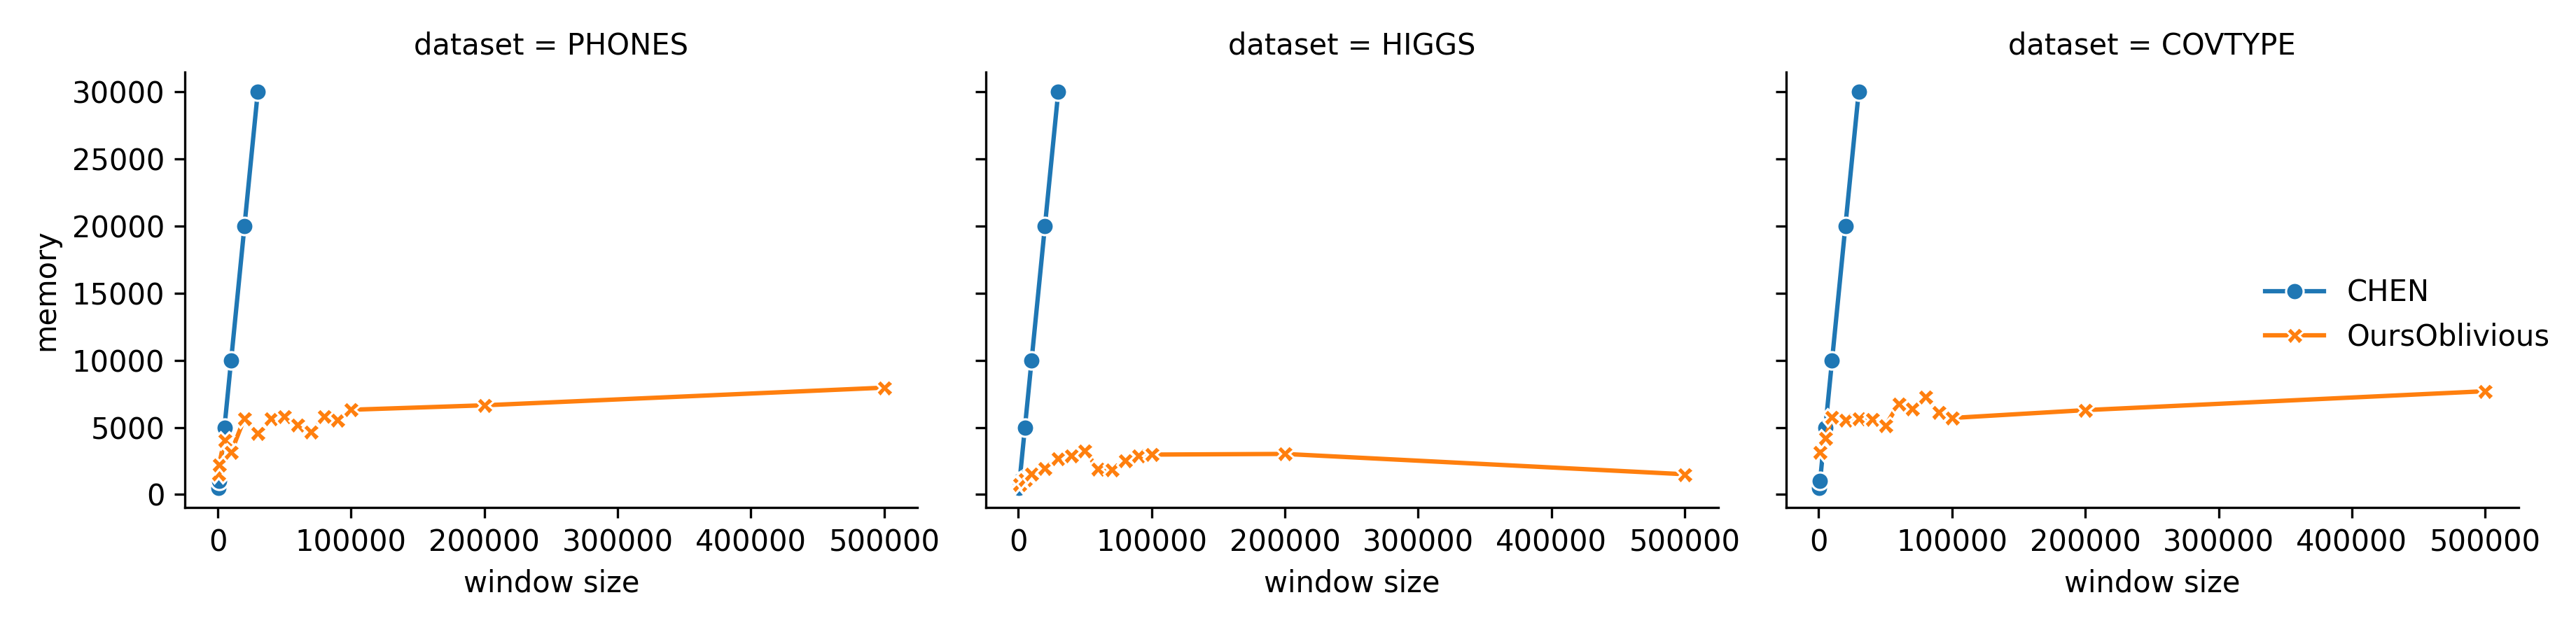 dataset = PHONES
dataset = HIGGS
dataset = COVTYPE
memory
30000
25000
20000
15000
10000
5000
0
0 100000 200000 300000 400000 500000
0 100000 200000 300000 400000 500000
0 100000 200000 300000 400000 500000
window size
window size
window size
CHEN
OursOblivious